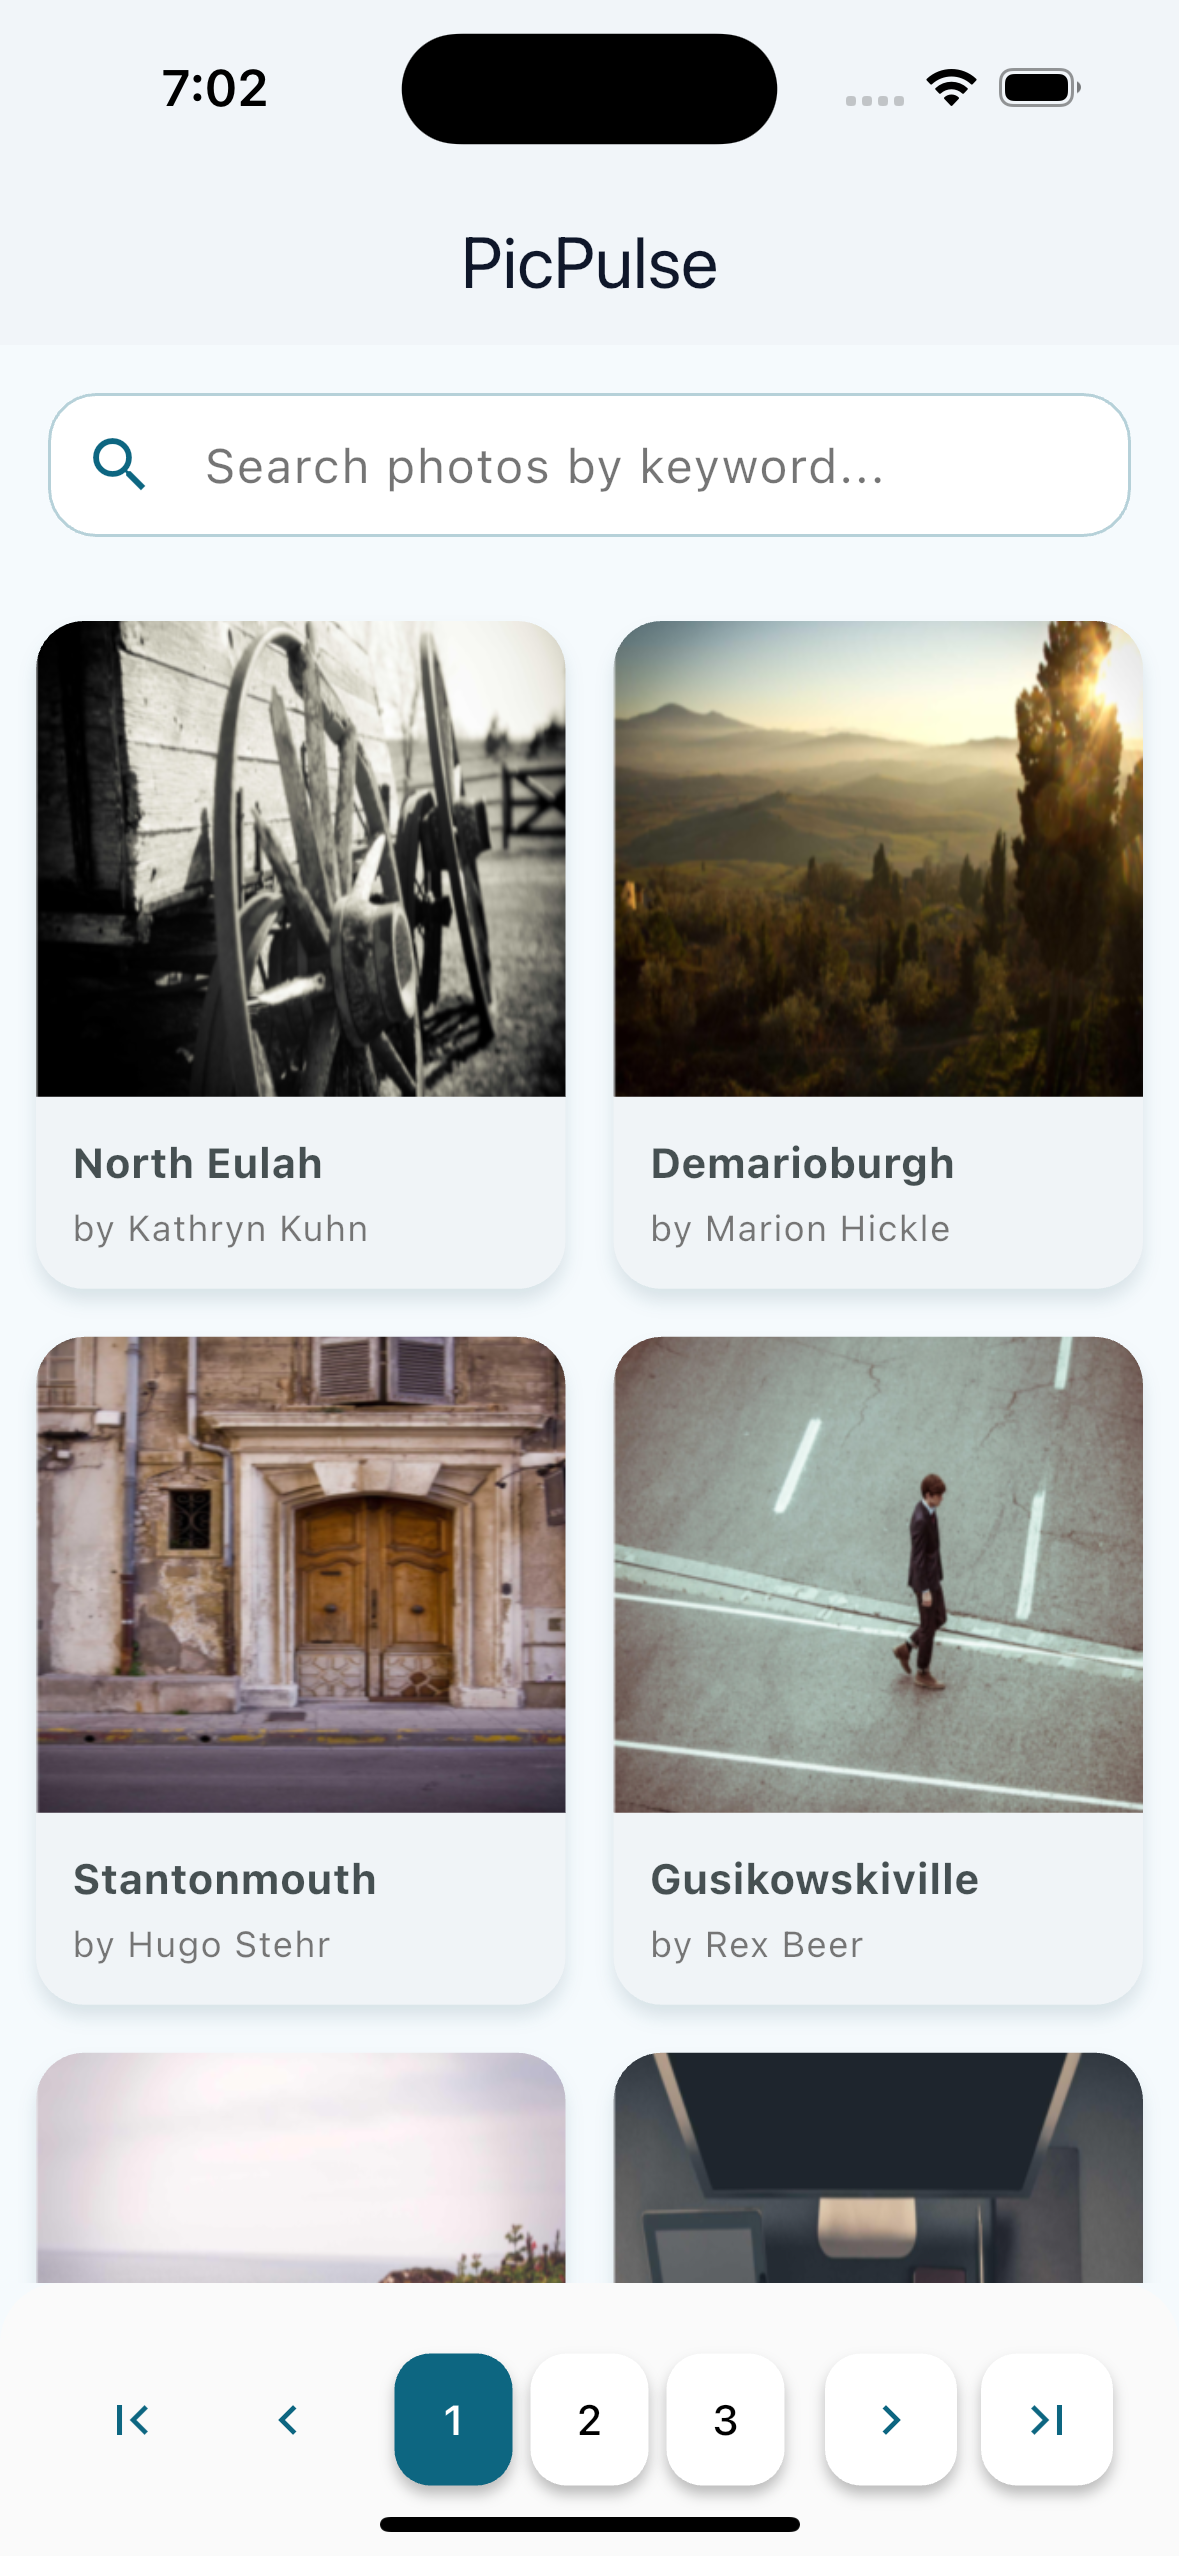 7:02
PicPulse
Search photos by keyword...
North Eulah
by Kathryn Kuhn
Demarioburgh
by Marion Hickle
Stantonmouth
by Hugo Stehr
Gusikowskiville
by Rex Beer
1 2 3